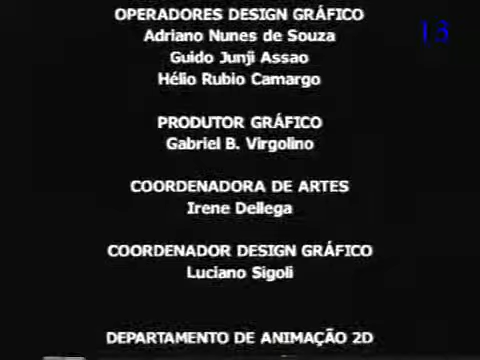 OPERADORES DESIGN GRÁFICO
13
Adriano Nunes de Souza
Guido Junji Assao
Hélio Rubio Camargo
PRODUTOR GRÁFICO
Gabriel B. Virgolino
COORDENADORA DE ARTES
Irene Dellega
COORDENADOR DESIGN GRÁFICO
Luciano Sigoli
DEPARTAMENTO DE ANIMAÇÃO 2D